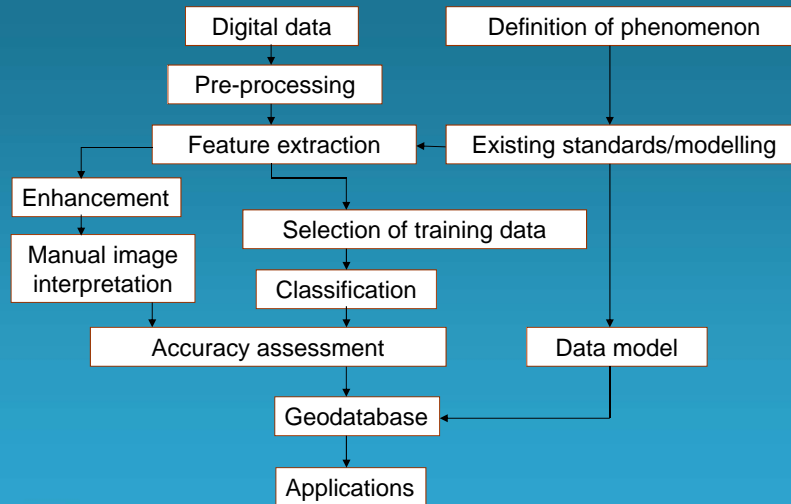 Digital data
Definition of phenomenon
Pre-processing
Feature extraction
Existing standards/modelling
Enhancement
Selection of training data
Manual image
interpretation
Classification
Accuracy assessment
Data model
Geodatabase
Applications